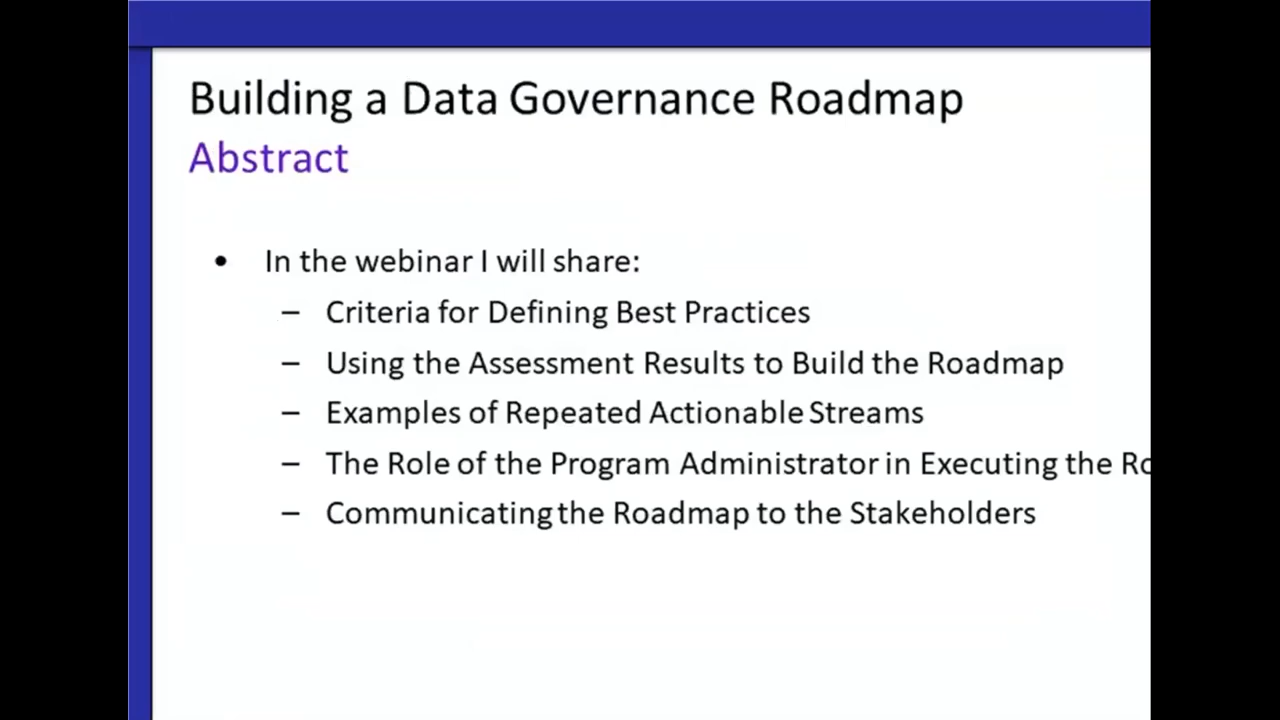 Building a Data Governance Roadmap
Abstract
• In the webinar I will share:
– Criteria for Defining Best Practices
– Using the Assessment Results to Build the Roadmap
– Examples of Repeated Actionable Streams
– The Role of the Program Administrator in Executing the
– Communicating the Roadmap to the Stakeholders